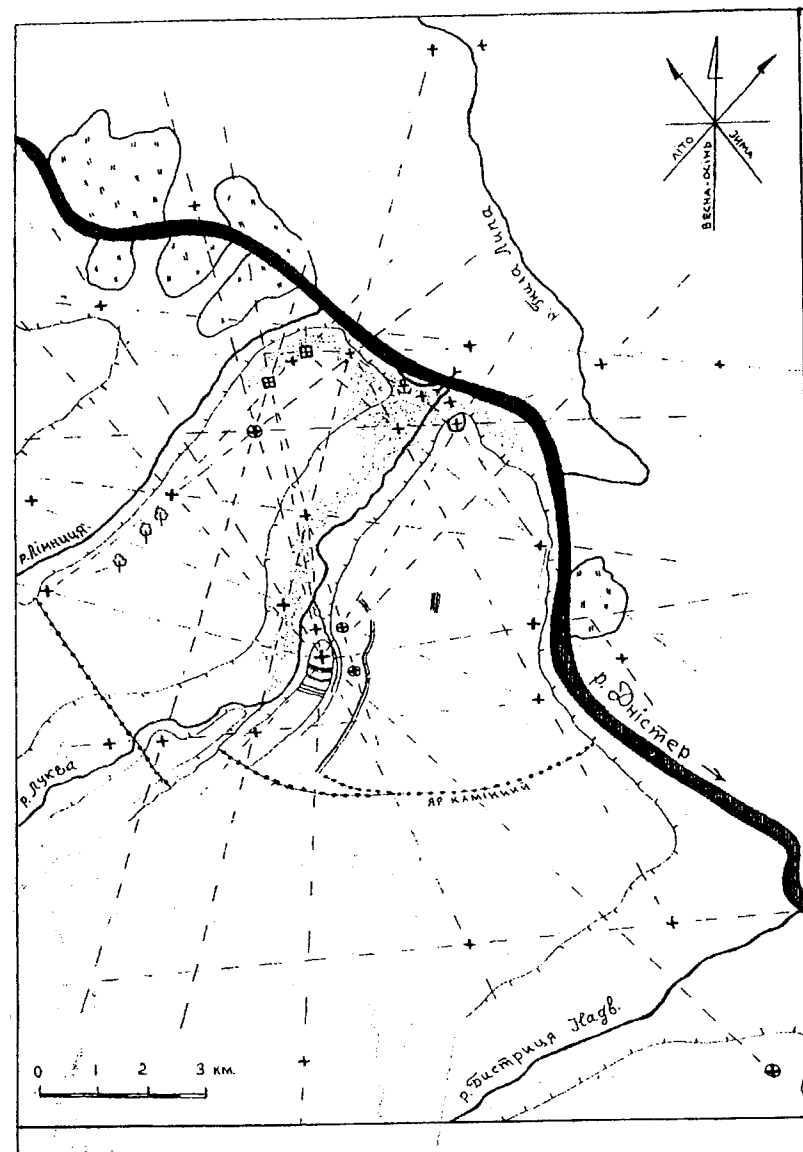 ЛІТО
ВЕСНА-ОСІНЬ
ЗИМА
р. Гнила Липа
р. Лімниця
р. Дністер
р. Луква
ЯР КАМІННИЙ
р. Бистриця Надв.
0 1 2 3 км.